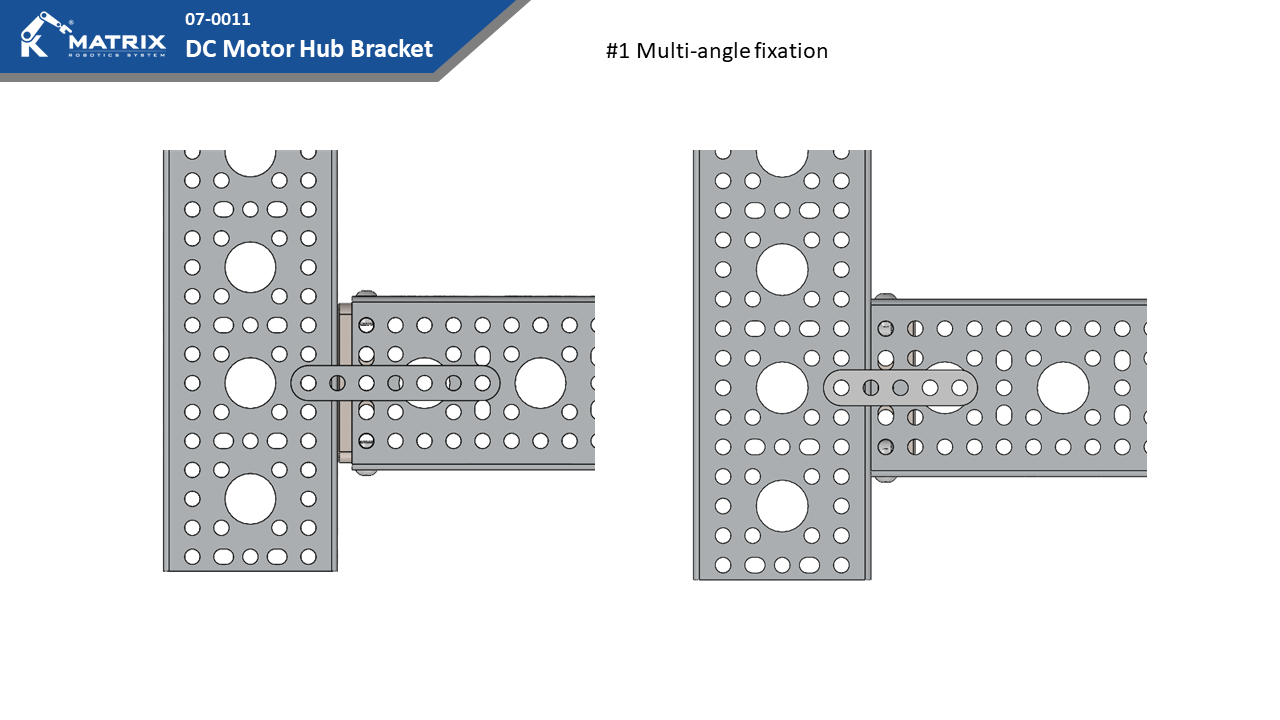 07-0011
DC Motor Hub Bracket
K MATRIX®
ROBOTICS SYSTEM
#1 Multi-angle fixation